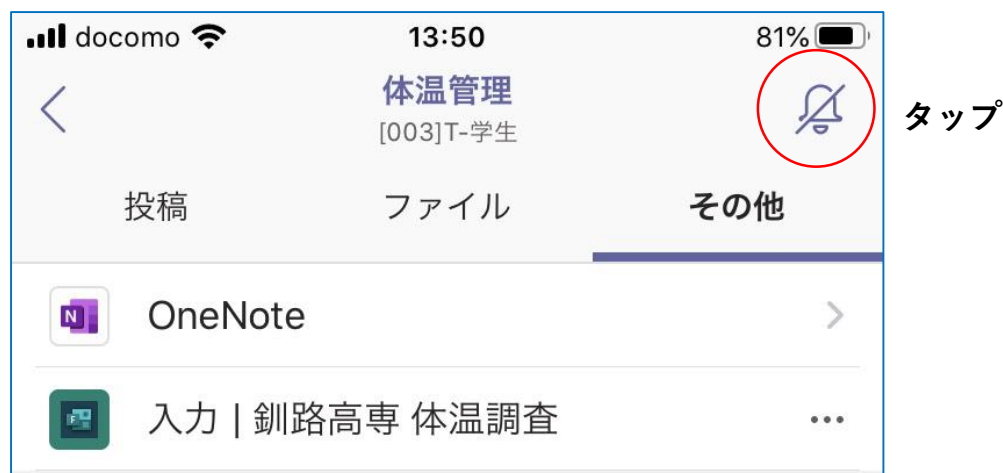 docomo 13:50 81%
体温管理
[003]T-学生
タップ
投稿 ファイル その他
OneNote
入力 | 釧路高専 体温調査